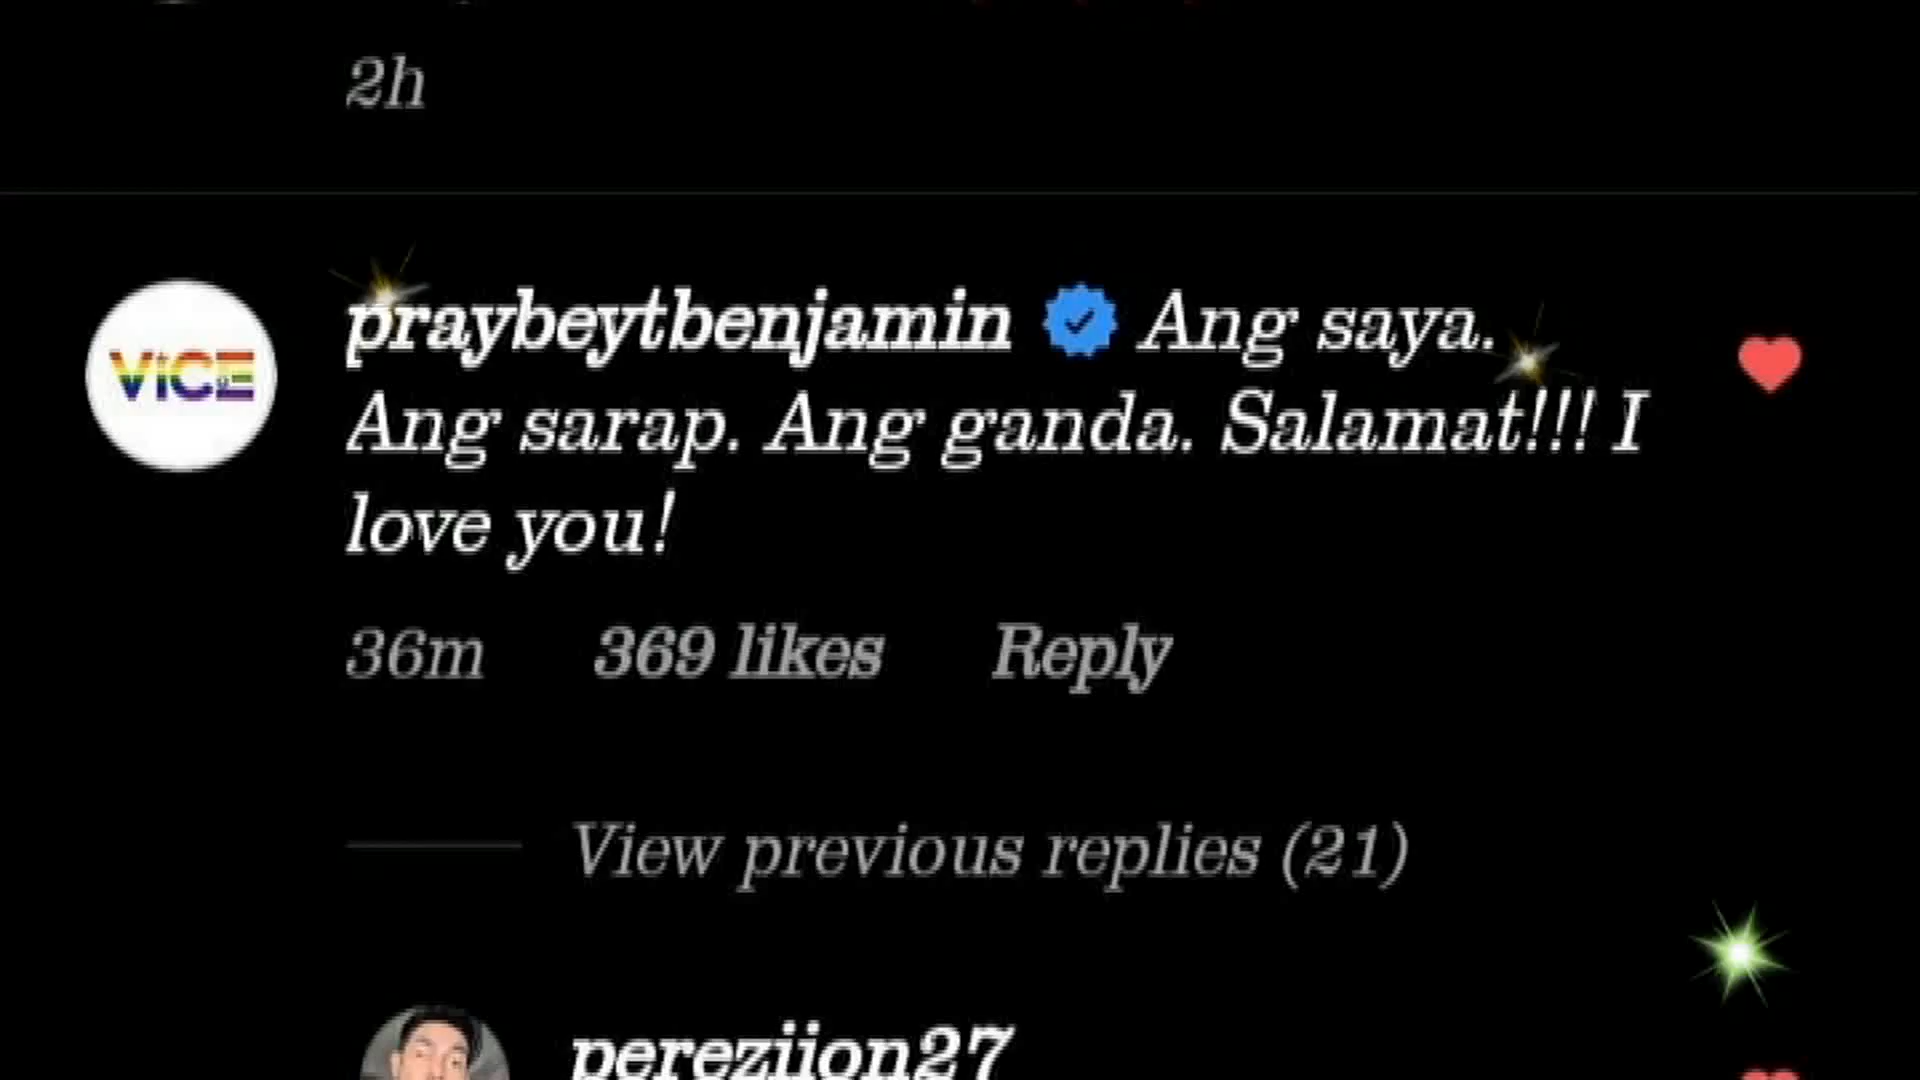 2h
praybeytbenjamin Ang saya.
VICE
Ang sarap. Ang ganda. Salamat!!! I
love you!
36m 369 likes Reply
View previous replies (21)
perezijon27